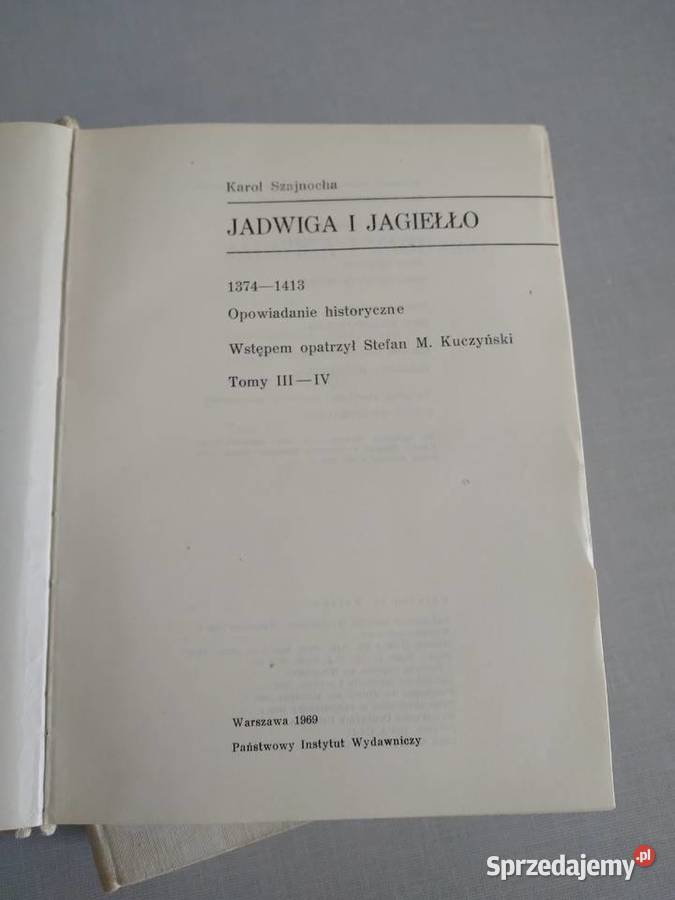 Karol Szajnocha
JADWIGA I JAGIEŁŁO
1374—1413
Opowiadanie historyczne
Wstępem opatrzył Stefan M. Kuczyński
Tomy III—IV
Warszawa 1969
Państwowy Instytut Wydawniczy
Sprzedajemy.pl